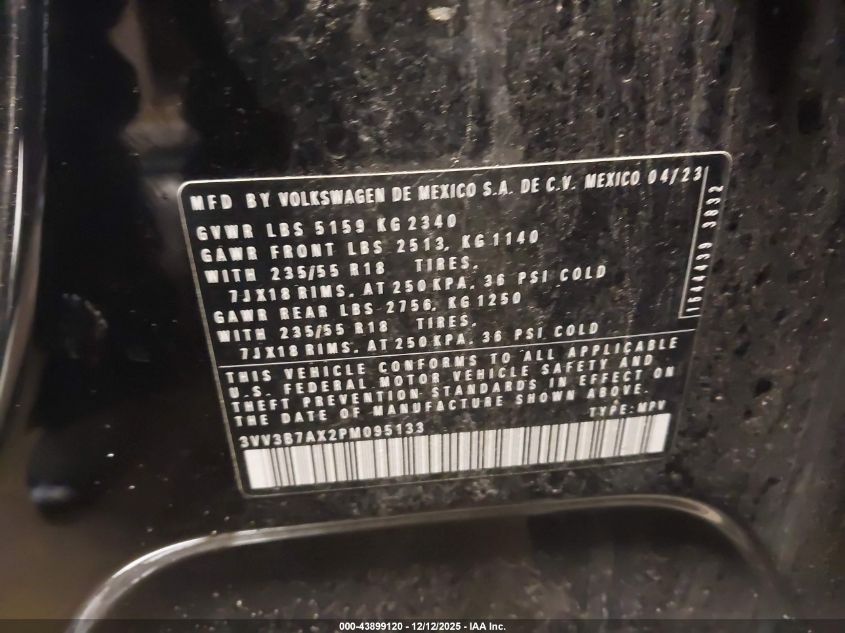 MFD BY VOLKSWAGEN DE MEXICO S.A. DE C.V. MEXICO 04/23
GVWR LBS 5159 KG 2340
GAWR FRONT LBS 2513, KG 1140
WITH 235/55 R18 TIRES,
7JX18 RIMS, AT 250 KPA, 36 PSI COLD
GAWR REAR LBS 2756, KG 1250
WITH 235/55 R18 TIRES,
7JX18 RIMS, AT 250 KPA, 36 PSI COLD
THIS VEHICLE CONFORMS TO ALL APPLICABLE
U.S. FEDERAL MOTOR VEHICLE SAFETY AND
THEFT PREVENTION STANDARDS IN EFFECT ON
THE DATE OF MANUFACTURE SHOWN ABOVE.
3VV3B7AX2PM095133 TYPE: MPV
1644439 3832
000-43899120 - 12/12/2025 - IAA Inc.